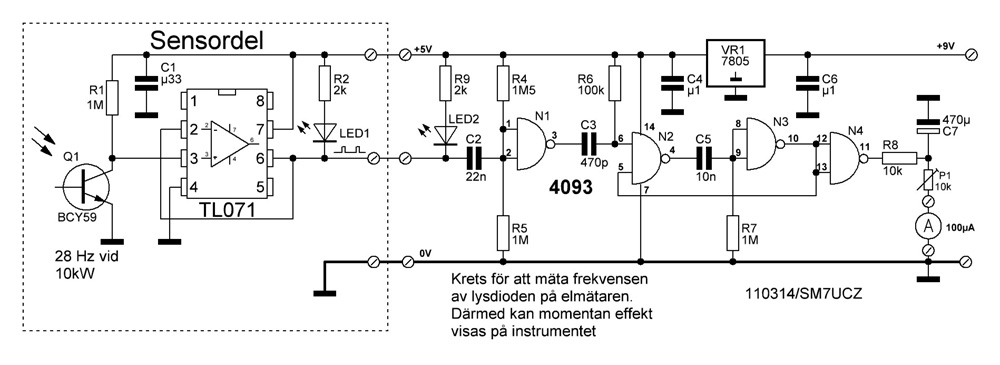 Sensordel
+5V
+9V
VR1
7805
C1
µ33
R1
1M
R2
2k
R9
2k
R4
1M5
R6
100k
C4
µ1
C6
µ1
470µ
C7
1
8
2
7
3
6
4
5
2
3
7
4
6
TL071
LED1
LED2
C2
22n
1
2
N1
3
C3
470p
4093
14
6
5
N2
4
7
C5
10n
8
9
N3
10
12
13
N4
11
R8
10k
P1
10k
A
100µA
Q1
BCY59
R5
1M
R7
1M
0V
28 Hz vid
10kW
Krets för att mäta frekvensen
av lysdioden på elmätaren.
Därmed kan momentan effekt
visas på instrumentet
110314/SM7UCZ